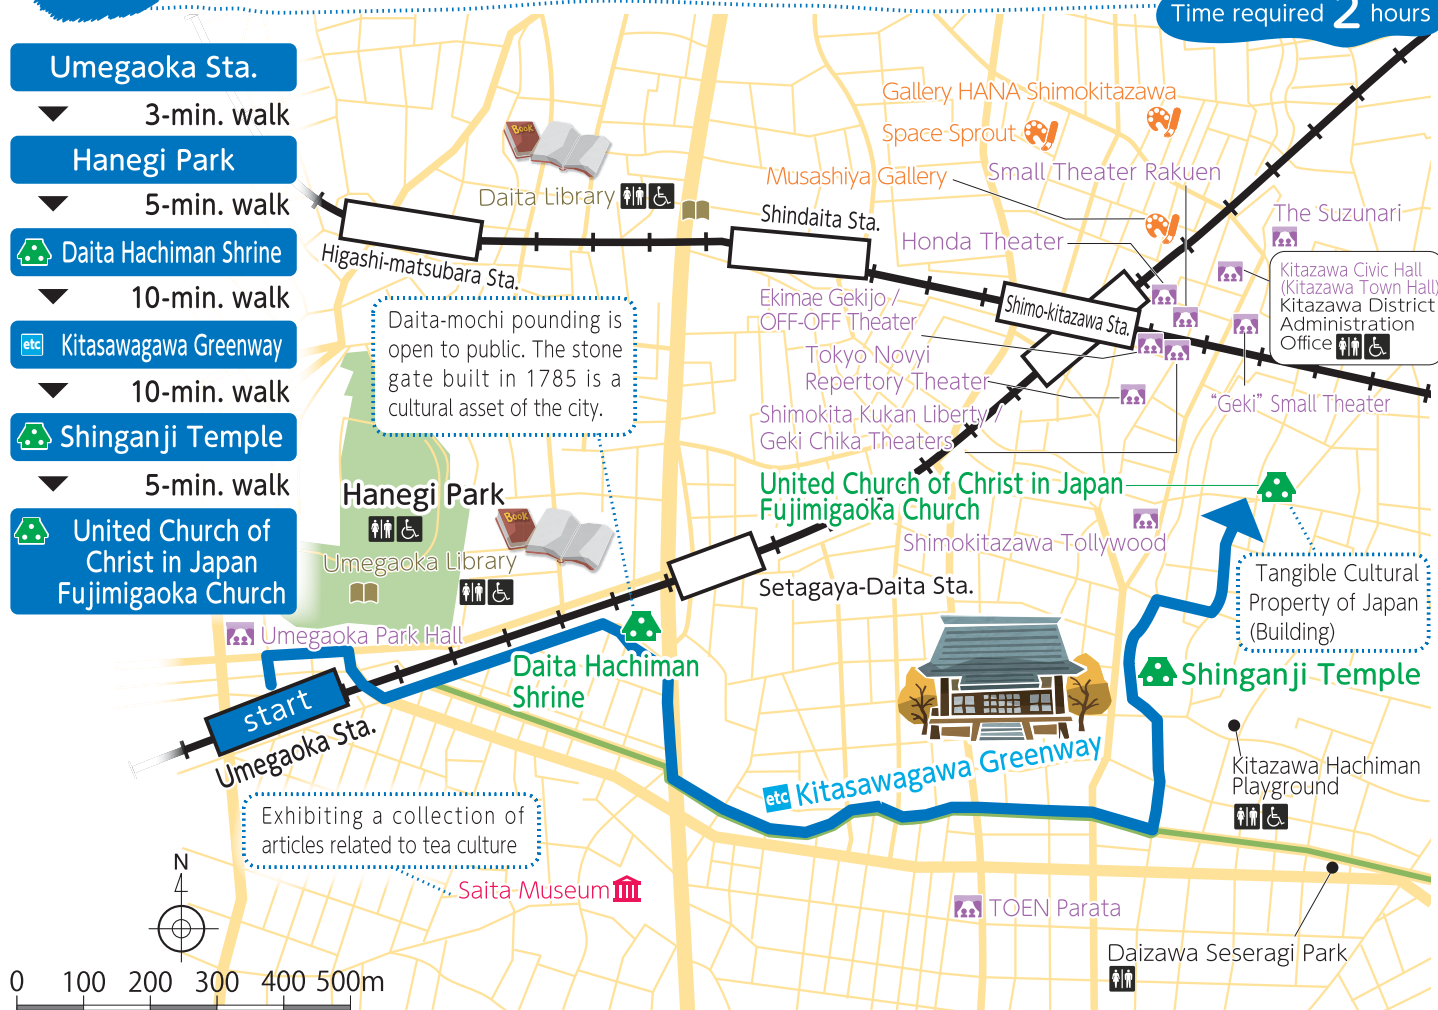 Time required 2 hours
Umegaoka Sta.
3-min. walk
Hanegi Park
5-min. walk
Daita Hachiman Shrine
10-min. walk
etc Kitasawagawa Greenway
10-min. walk
Shinganji Temple
5-min. walk
United Church of
Christ in Japan
Fujimigaoka Church
Gallery HANA Shimokitazawa
Space Sprout
Musashiya Gallery
Small Theater Rakuen
Book
Daita Library
Shindaita Sta.
The Suzunari
Honda Theater
Higashi-matsubara Sta.
Kitazawa Civic Hall
(Kitazawa Town Hall)
Kitazawa District
Administration
Office
Ekimae Gekijo /
OFF-OFF Theater
Shimo-kitazawa Sta.
Daita-mochi pounding is
open to public. The stone
gate built in 1785 is a
cultural asset of the city.
Tokyo Novyi
Repertory Theater
"Geki" Small Theater
Shimokita Kukan Liberty /
Geki Chika Theaters
United Church of Christ in Japan
Fujimigaoka Church
Hanegi Park
Book
Umegaoka Library
Shimokitazawa Tollywood
Setagaya-Daita Sta.
Tangible Cultural
Property of Japan
(Building)
Umegaoka Park Hall
Daita Hachiman
Shrine
Shinganji Temple
start
Umegaoka Sta.
etc Kitasawagawa Greenway
Kitazawa Hachiman
Playground
Exhibiting a collection of
articles related to tea culture
Saita Museum
TOEN Parata
Daizawa Seseragi Park
N
0 100 200 300 400 500m